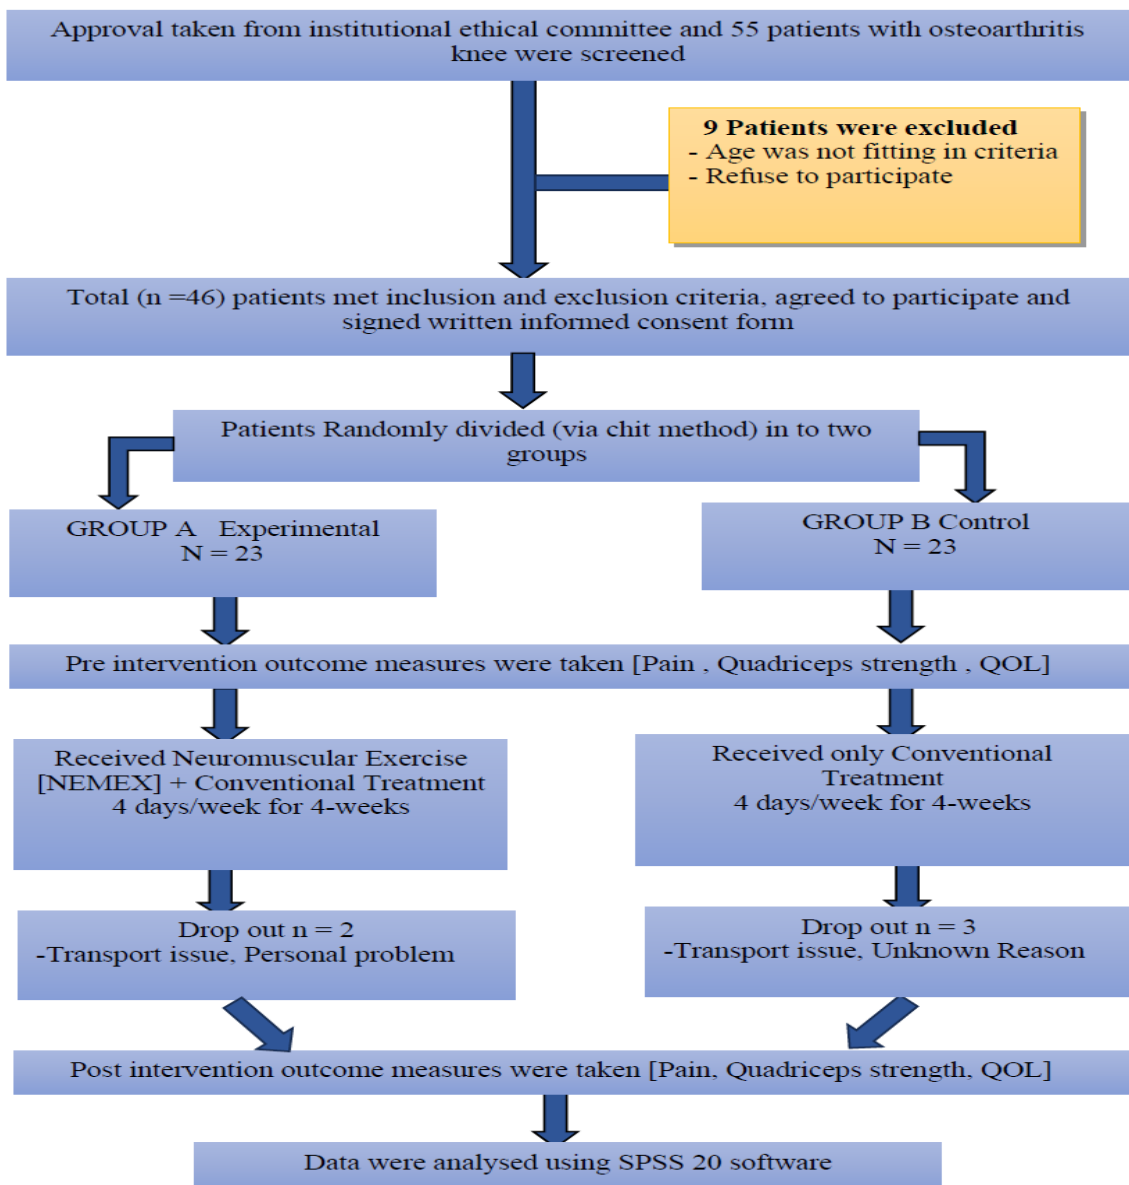 Approval taken from institutional ethical committee and 55 patients with osteoarthritis
knee were screened
9 Patients were excluded
- Age was not fitting in criteria
- Refuse to participate
Total (n =46) patients met inclusion and exclusion criteria, agreed to participate and
signed written informed consent form
Patients Randomly divided (via chit method) in to two
groups
GROUP A Experimental
N = 23
GROUP B Control
N = 23
Pre intervention outcome measures were taken [Pain , Quadriceps strength , QOL]
Received Neuromuscular Exercise
[NEMEX] + Conventional Treatment
4 days/week for 4-weeks
Received only Conventional
Treatment
4 days/week for 4-weeks
Drop out n = 2
-Transport issue, Personal problem
Drop out n = 3
-Transport issue, Unknown Reason
Post intervention outcome measures were taken [Pain, Quadriceps strength, QOL]
Data were analysed using SPSS 20 software